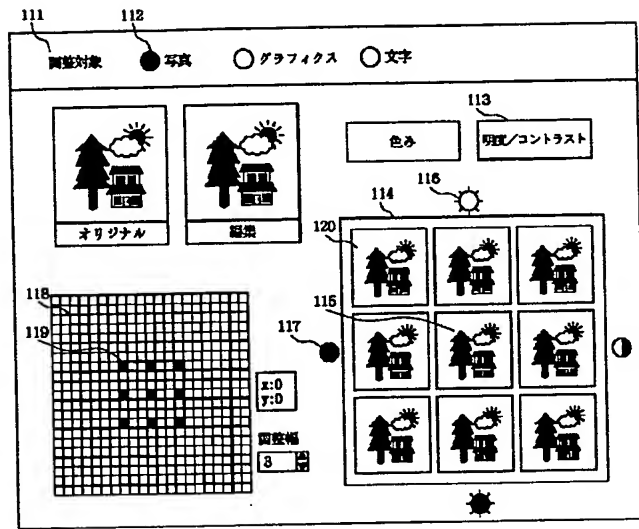 111
112
調整対象 写真 グラフィクス 文字
113
色み 明度/コントラスト
116
114
120
オリジナル 編集
118
119
115
117
x:0
y:0
調整幅
3